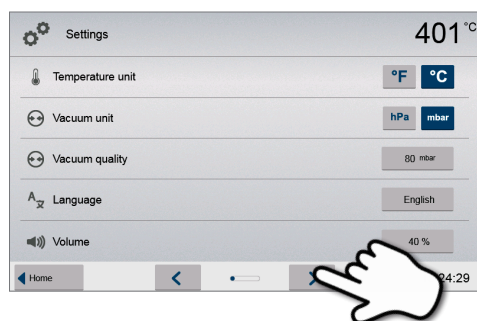 Settings 401 °C
Temperature unit °F °C
Vacuum unit hPa mbar
Vacuum quality 80 mbar
Language English
Volume 40 %
Home 24:29